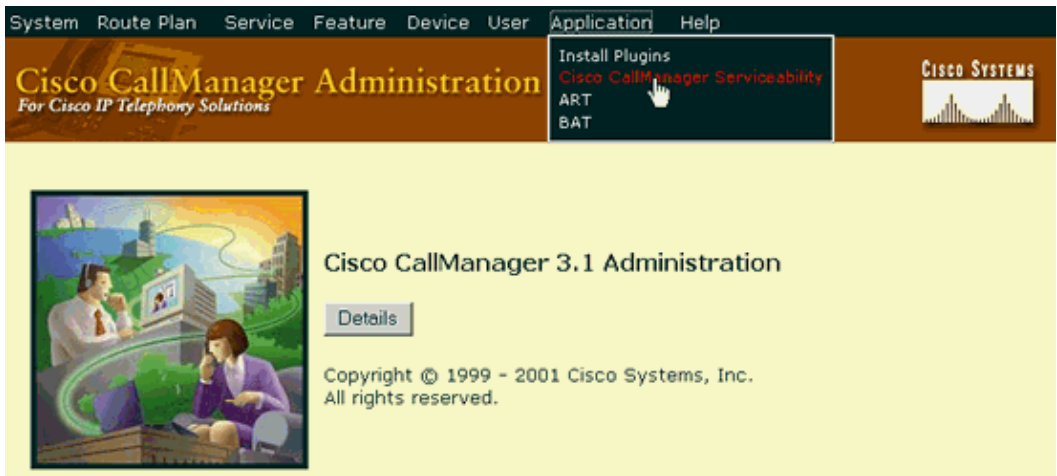 System Route Plan Service Feature Device User Application Help
Install Plugins
Cisco CallManager Serviceability
ART
BAT
Cisco CallManager Administration
For Cisco IP Telephony Solutions
CISCO SYSTEMS
Cisco CallManager 3.1 Administration
Details
Copyright © 1999 - 2001 Cisco Systems, Inc.
All rights reserved.